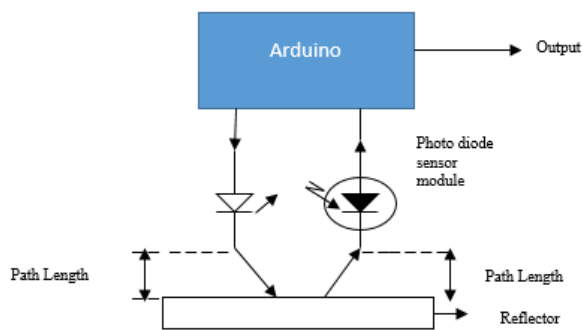 Arduino
Output
Photo diode
sensor
module
Path Length
Path Length
Reflector